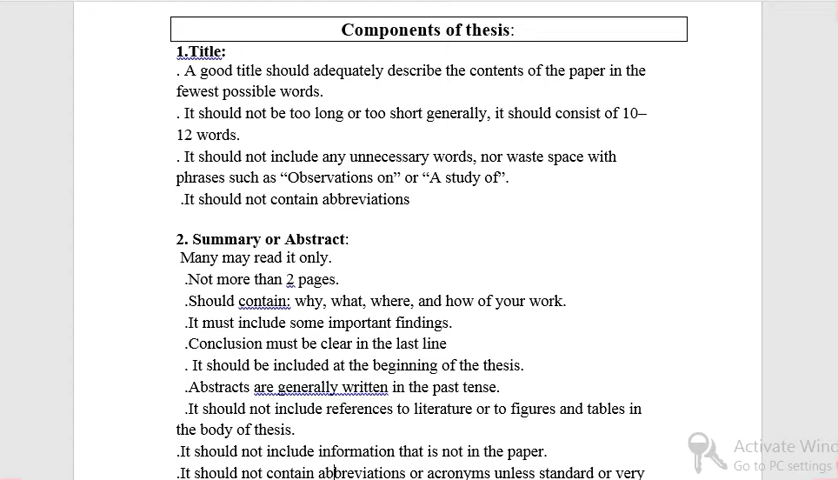 Components of thesis:
1.Title:
. A good title should adequately describe the contents of the paper in the
fewest possible words.
. It should not be too long or too short generally, it should consist of 10–
12 words.
. It should not include any unnecessary words, nor waste space with
phrases such as “Observations on” or “A study of”.
.It should not contain abbreviations
2. Summary or Abstract:
Many may read it only.
.Not more than 2 pages.
.Should contain: why, what, where, and how of your work.
.It must include some important findings.
.Conclusion must be clear in the last line
. It should be included at the beginning of the thesis.
.Abstracts are generally written in the past tense.
.It should not include references to literature or to figures and tables in
the body of thesis.
.It should not include information that is not in the paper.
.It should not contain abbreviations or acronyms unless standard or very
Activate Wind
Go to PC settings